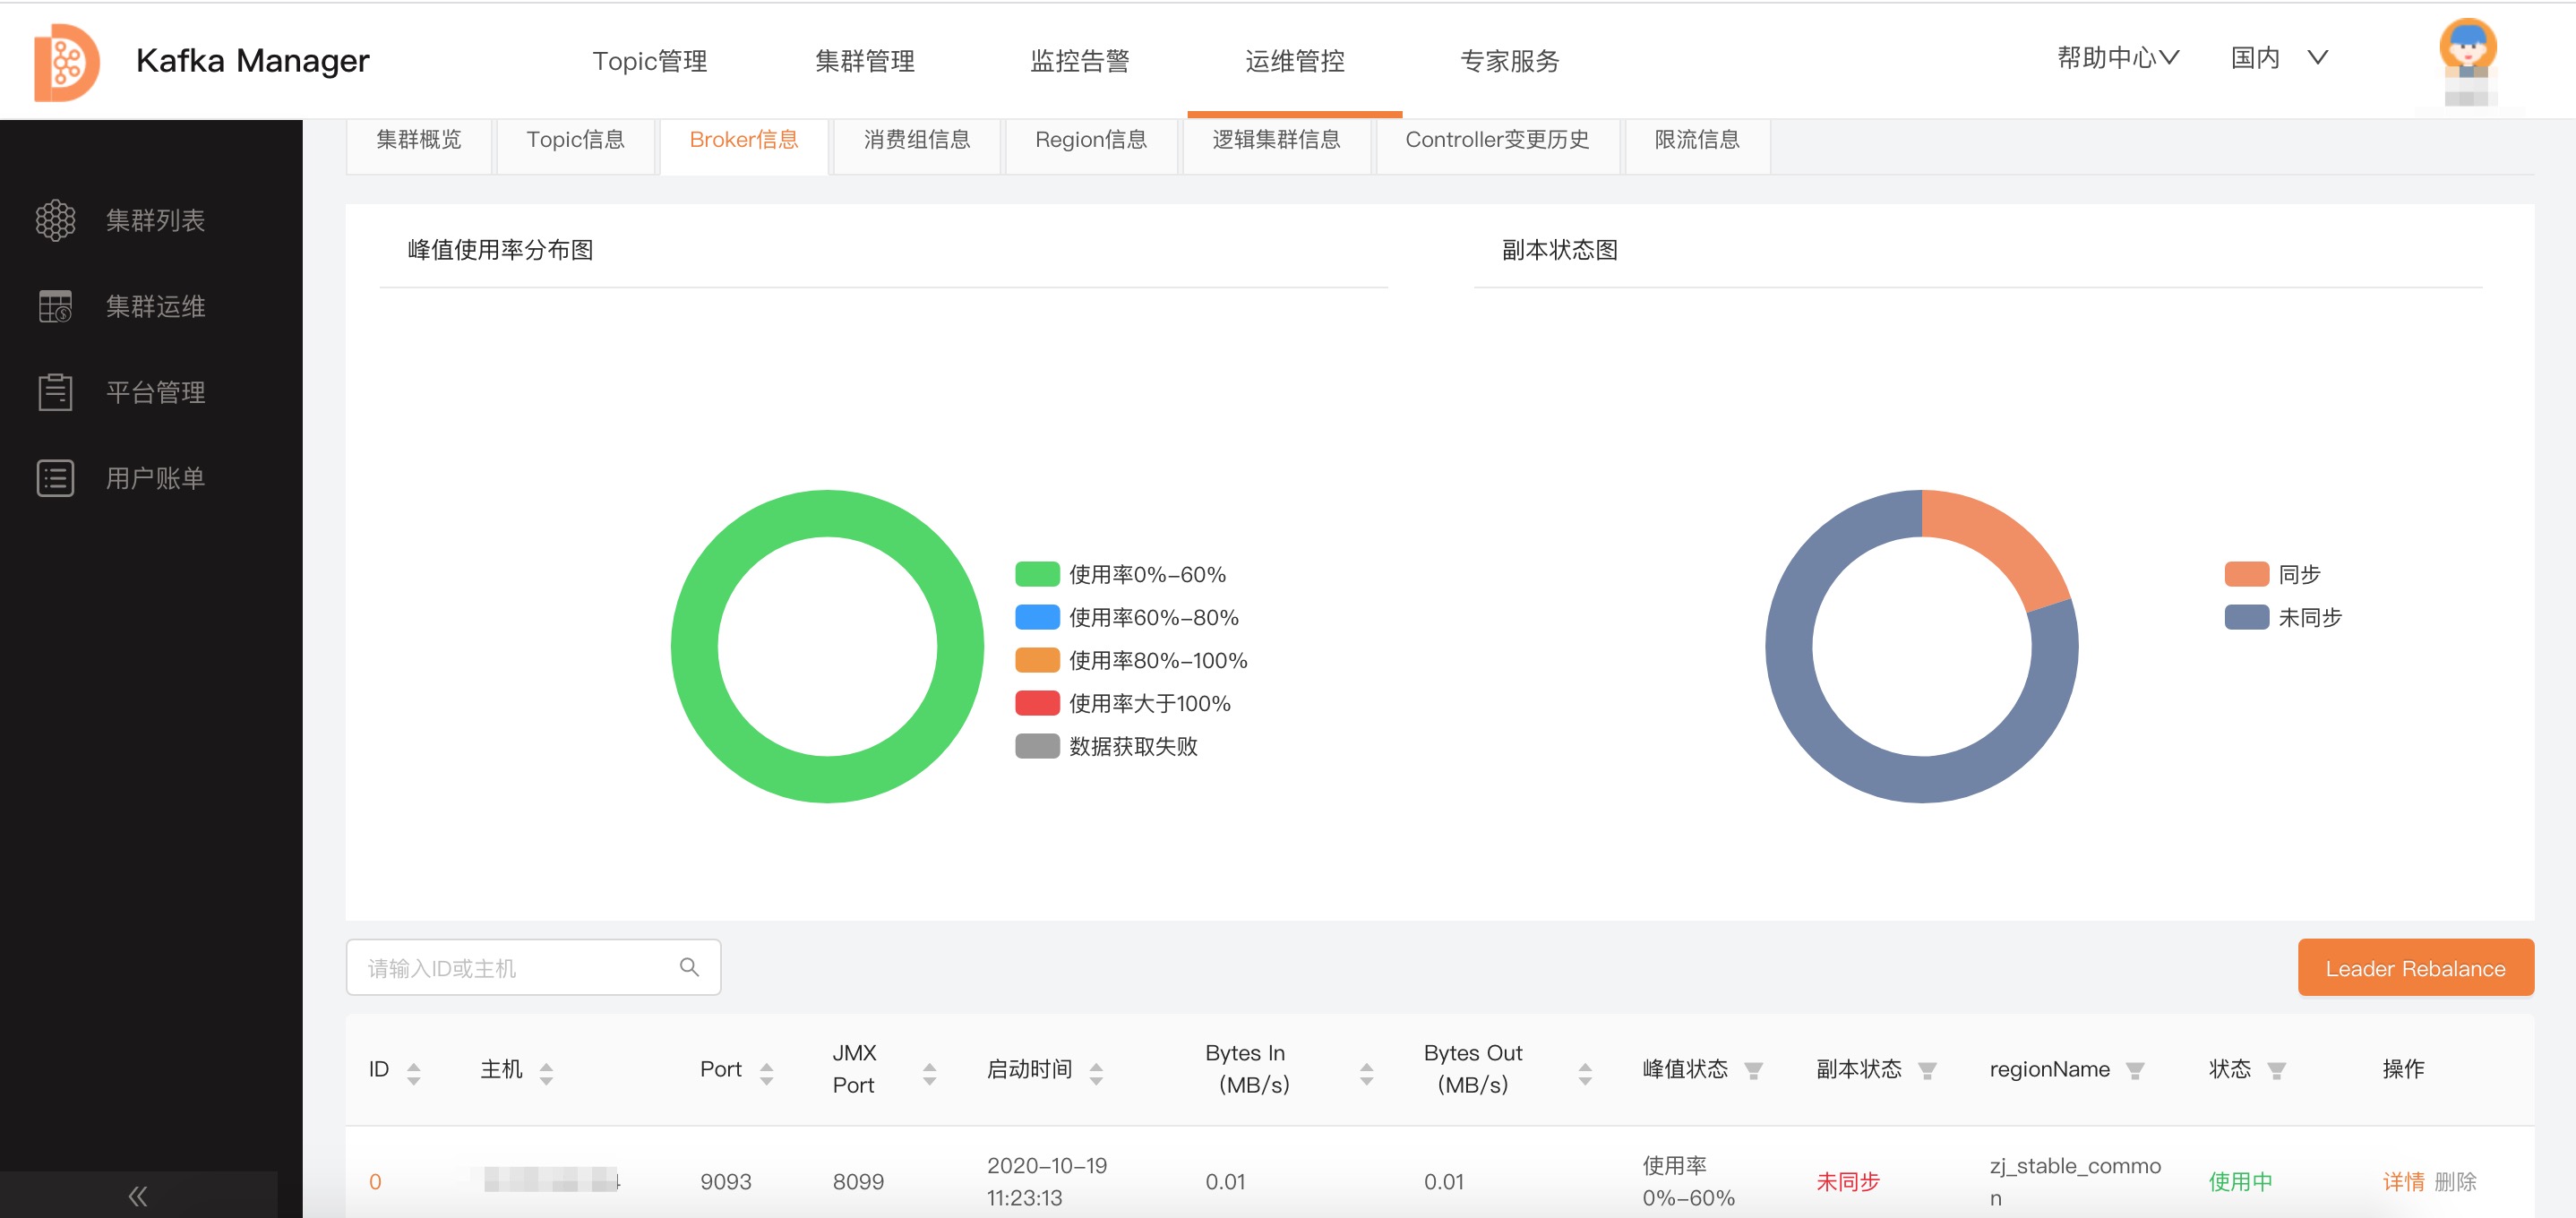 Kafka Manager
Topic管理
集群管理
监控告警
运维管控
专家服务
帮助中心
国内
集群列表
集群运维
平台管理
用户账单
集群概览
Topic信息
Broker信息
消费组信息
Region信息
逻辑集群信息
Controller变更历史
限流信息
峰值使用率分布图
使用率0%-60%
使用率60%-80%
使用率80%-100%
使用率大于100%
数据获取失败
副本状态图
同步
未同步
请输入ID或主机
Leader Rebalance
ID
主机
Port
JMX
Port
启动时间
Bytes In
(MB/s)
Bytes Out
(MB/s)
峰值状态
副本状态
regionName
状态
操作
0
9093
8099
2020-10-19
11:23:13
0.01
0.01
使用率
0%-60%
未同步
zj_stable_commo
n
使用中
详情 删除